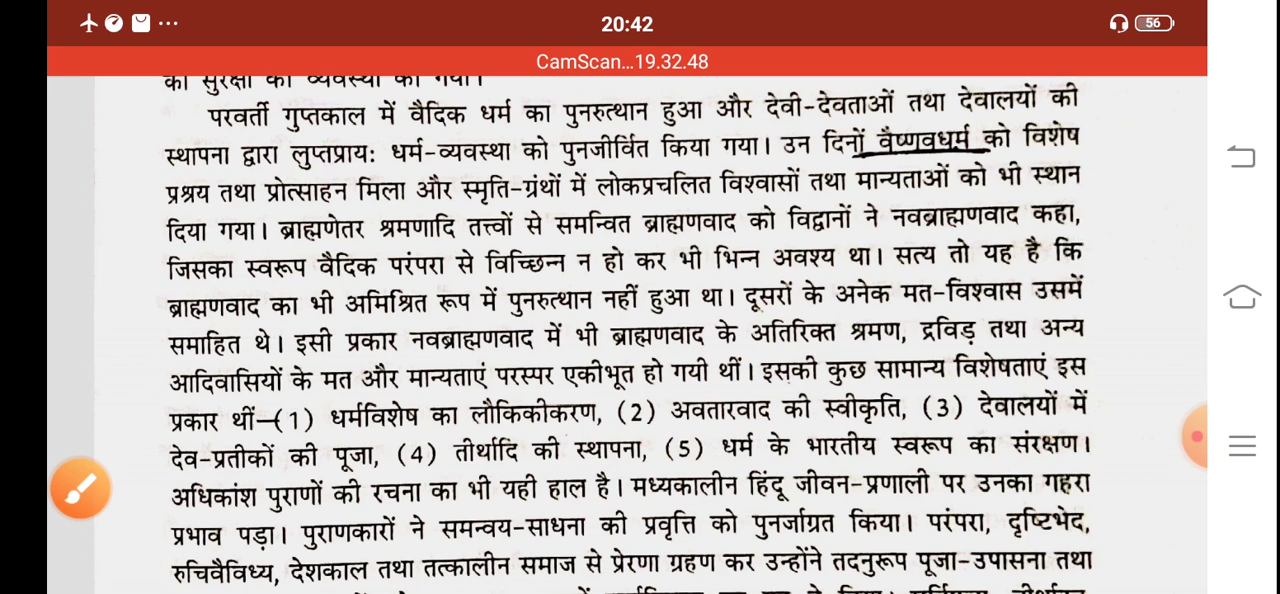 20:42
56
CamScan...19.32.48
की सुरक्षा की व्यवस्था की गयी।
परवर्ती गुप्तकाल में वैदिक धर्म का पुनरुत्थान हुआ और देवी-देवताओं तथा देवालयों की
स्थापना द्वारा लुप्तप्रायः धर्म-व्यवस्था को पुनर्जीवित किया गया। उन दिनों वैष्णवधर्म को विशेष
प्रश्रय तथा प्रोत्साहन मिला और स्मृति-ग्रंथों में लोकप्रचलित विश्वासों तथा मान्यताओं को भी स्थान
दिया गया। ब्राह्मणेतर श्रमणादि तत्त्वों से समन्वित ब्राह्मणवाद को विद्वानों ने नवब्राह्मणवाद कहा,
जिसका स्वरूप वैदिक परंपरा से विच्छिन्न न हो कर भी भिन्न अवश्य था। सत्य तो यह है कि
ब्राह्मणवाद का भी अमिश्रित रूप में पुनरुत्थान नहीं हुआ था। दूसरों के अनेक मत-विश्वास उसमें
समाहित थे। इसी प्रकार नवब्राह्मणवाद में भी ब्राह्मणवाद के अतिरिक्त श्रमण, द्रविड़ तथा अन्य
आदिवासियों के मत और मान्यताएं परस्पर एकीभूत हो गयी थीं। इसकी कुछ सामान्य विशेषताएं इस
प्रकार थीं—(1) धर्मविशेष का लौकिकीकरण, (2) अवतारवाद की स्वीकृति, (3) देवालयों में
देव-प्रतीकों की पूजा, (4) तीर्थादि की स्थापना, (5) धर्म के भारतीय स्वरूप का संरक्षण।
अधिकांश पुराणों की रचना का भी यही हाल है। मध्यकालीन हिंदू जीवन-प्रणाली पर उनका गहरा
प्रभाव पड़ा। पुराणकारों ने समन्वय-साधना की प्रवृत्ति को पुनर्जाग्रत किया। परंपरा, दृष्टिभेद,
रुचिवैविध्य, देशकाल तथा तत्कालीन समाज से प्रेरणा ग्रहण कर उन्होंने तदनुरूप पूजा-उपासना तथा